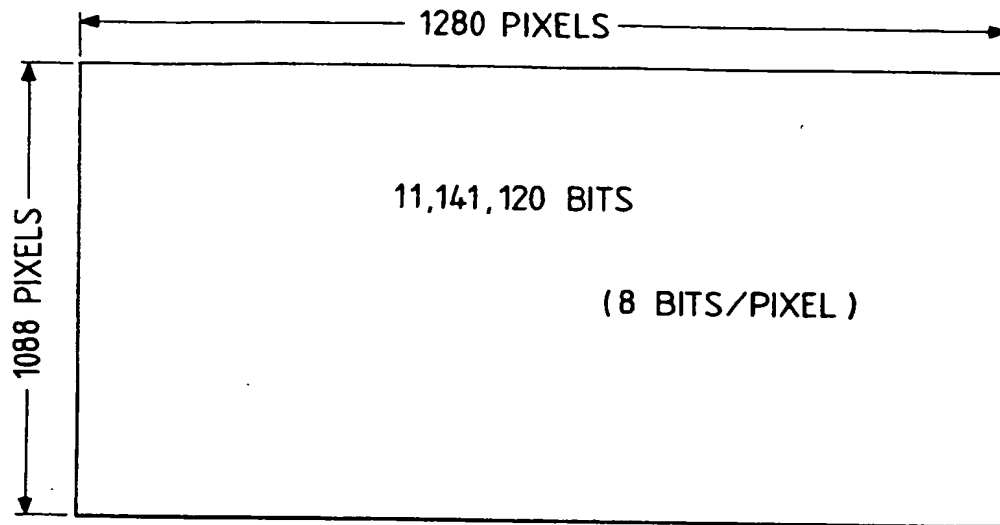 1280 PIXELS
1088 PIXELS
11,141,120 BITS
(8 BITS/PIXEL)